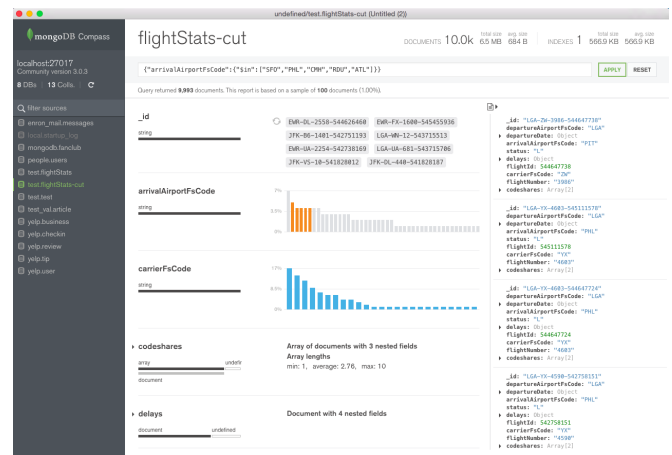 undefined/test.flightStats-cut (Untitled (2))
mongoDB Compass
localhost:27017
Community version 3.0.3
8 DBs 13 Colls.
filter sources
enron_mail.messages
local.startup_log
mongodb.fanclub
people.users
test.flightStats
test.flightStats-cut
test.test
test_val.article
yelp.business
yelp.checkin
yelp.review
yelp.tip
yelp.user
flightStats-cut
DOCUMENTS 10.0k total size 6.5 MB avg. size 684 B
INDEXES 1 total size 566.9 KB avg. size 566.9 KB
{"arrivalAirportFsCode":{"$in":["SFO","PHL","CMH","RDU","ATL"]}}
APPLY RESET
Query returned 9,993 documents. This report is based on a sample of 100 documents (1.00%).
_id
string
EWR-DL-2558-544626460 EWR-FX-1600-545455936
JFK-B6-1401-542751193 LGA-WN-12-543715513
EWR-UA-2254-542738169 LGA-UA-681-543715706
JFK-VS-10-541828012 JFK-DL-440-541828187
arrivalAirportFsCode
string
7%
3.5%
0%
carrierFsCode
string
17%
8.5%
0%
codeshares
array undefir
document
Array of documents with 3 nested fields
Array lengths
min: 1, average: 2.76, max: 10
delays
document undefined
Document with 4 nested fields
_id: "LGA-ZW-3986-544647738"
departureAirportFsCode: "LGA"
departureDate: Object
arrivalAirportFsCode: "PIT"
status: "L"
delays: Object
flightId: 544647738
carrierFsCode: "ZW"
flightNumber: "3986"
codeshares: Array[2]
_id: "LGA-YX-4603-545111570"
departureAirportFsCode: "LGA"
departureDate: Object
arrivalAirportFsCode: "PHL"
status: "L"
flightId: 545111570
carrierFsCode: "YX"
flightNumber: "4603"
codeshares: Array[2]
_id: "LGA-YX-4603-544647724"
departureAirportFsCode: "LGA"
departureDate: Object
arrivalAirportFsCode: "PHL"
status: "L"
delays: Object
flightId: 544647724
carrierFsCode: "YX"
flightNumber: "4603"
codeshares: Array[2]
_id: "LGA-YX-4590-542758151"
departureAirportFsCode: "LGA"
departureDate: Object
arrivalAirportFsCode: "PHL"
status: "L"
delays: Object
flightId: 542758151
carrierFsCode: "YX"
flightNumber: "4590"
codeshares: Array[2]